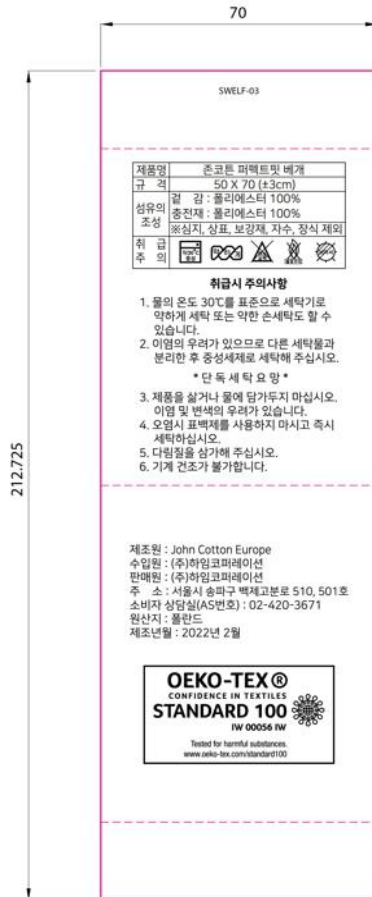 70
212.725
SWELF-03
제품명 존코튼 퍼펙트핏 베개
규 격 50 X 70 (±3cm)
섬유의 조성 겉 감 : 폴리에스터 100%
충전재 : 폴리에스터 100%
※심지, 상표, 보강재, 자수, 장식 제외
취 급 주 의
취급시 주의사항
1. 물의 온도 30℃를 표준으로 세탁기로
약하게 세탁 또는 약한 손세탁도 할 수
있습니다.
2. 이염의 우려가 있으므로 다른 세탁물과
분리한 후 중성세제로 세탁해 주십시오.
* 단 독 세 탁 요 망 *
3. 제품을 삶거나 물에 담가두지 마십시오.
이염 및 변색의 우려가 있습니다.
4. 오염시 표백제를 사용하지 마시고 즉시
세탁하십시오.
5. 다림질을 삼가해 주십시오.
6. 기계 건조가 불가합니다.
제조원 : John Cotton Europe
수입원 : (주)하임코퍼레이션
판매원 : (주)하임코퍼레이션
주 소 : 서울시 송파구 백제고분로 510, 501호
소비자 상담실(AS번호) : 02-420-3671
원산지 : 폴란드
제조년월 : 2022년 2월
OEKO-TEX®
CONFIDENCE IN TEXTILES
STANDARD 100
IW 00056 IW
Tested for harmful substances.
www.oeko-tex.com/standard100